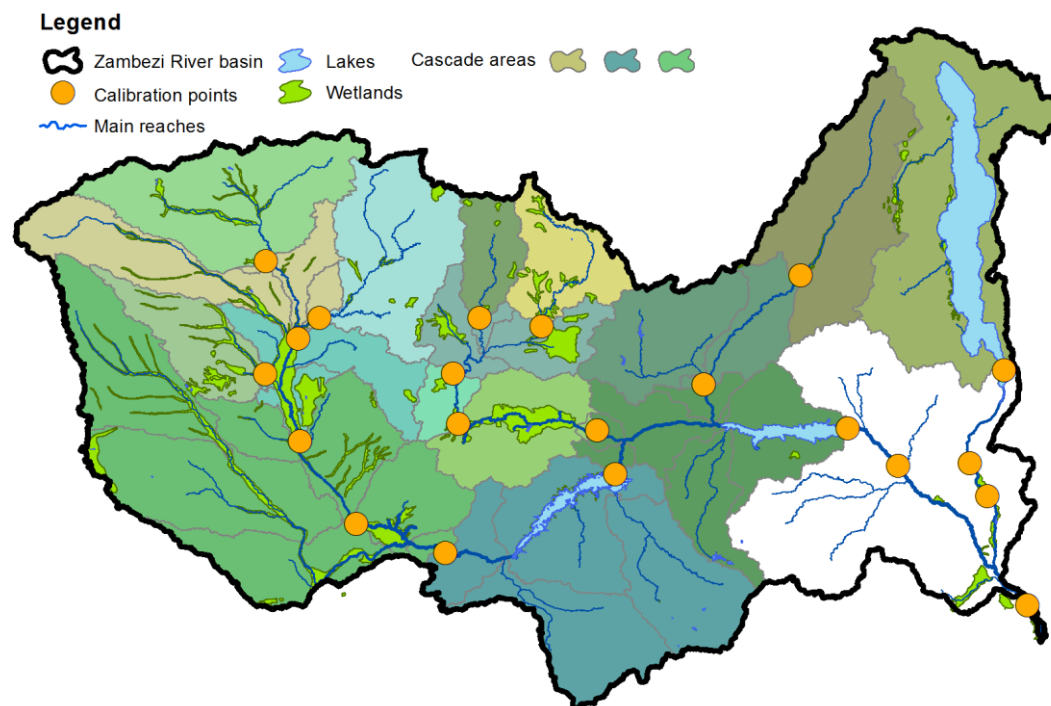 Legend
Zambezi River basin Lakes Cascade areas
Calibration points Wetlands
Main reaches